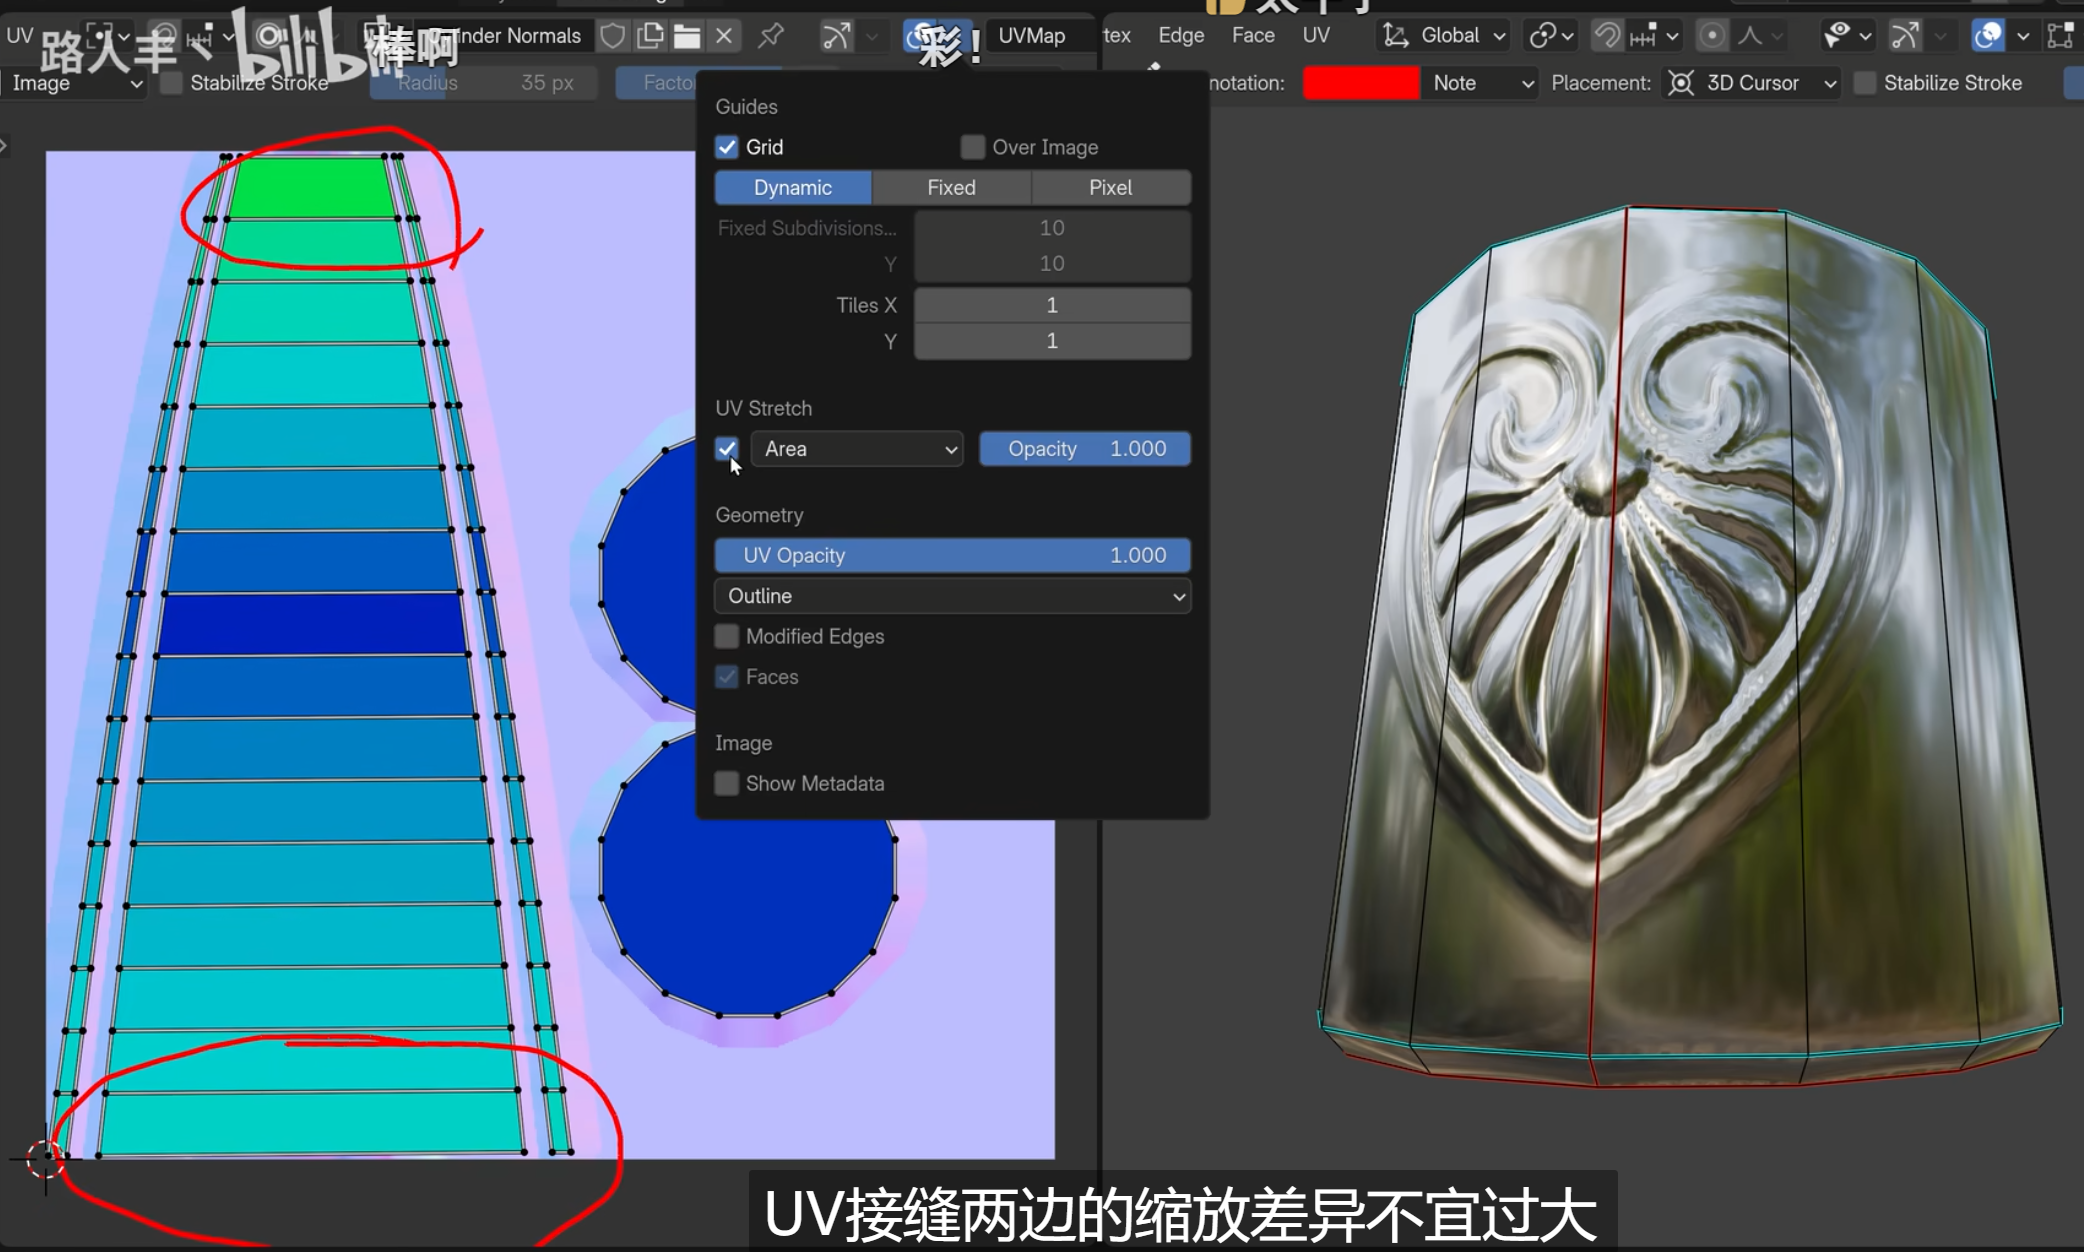 UV
路人羊丶
bilibili
棒啊
inder Normals
彩!
UVMap
tex
Edge
Face
UV
Global
Image
Stabilize Stroke
Radius
35 px
Facto
notation:
Note
Placement:
3D Cursor
Stabilize Stroke
Guides
Grid
Over Image
Dynamic
Fixed
Pixel
Fixed Subdivisions...
10
Y
10
Tiles X
1
Y
1
UV Stretch
Area
Opacity
1.000
Geometry
UV Opacity
1.000
Outline
Modified Edges
Faces
Image
Show Metadata
UV接缝两边的缩放差异不宜过大